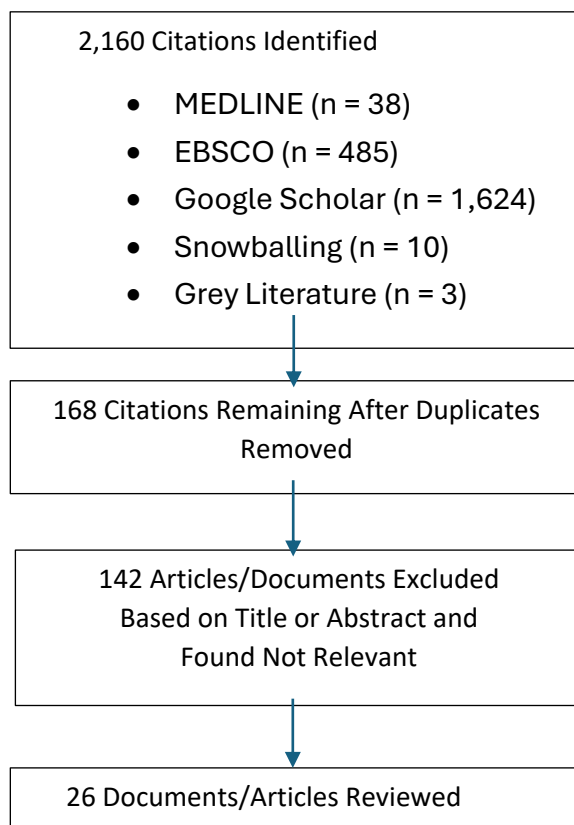 2,160 Citations Identified
• MEDLINE (n = 38)
• EBSCO (n = 485)
• Google Scholar (n = 1,624)
• Snowballing (n = 10)
• Grey Literature (n = 3)
168 Citations Remaining After Duplicates
Removed
142 Articles/Documents Excluded
Based on Title or Abstract and
Found Not Relevant
26 Documents/Articles Reviewed